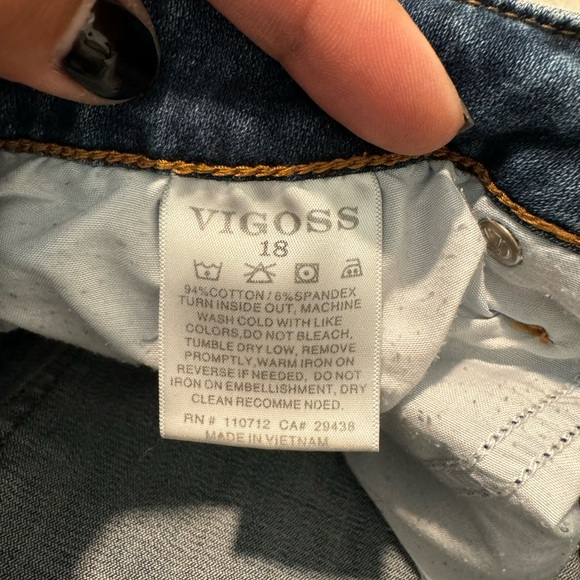 VIGOSS
18
94%COTTON/6%SPANDEX
TURN INSIDE OUT, MACHINE
WASH COLD WITH LIKE
COLORS,DO NOT BLEACH,
TUMBLE DRY LOW, REMOVE
PROMPTLY,WARM IRON ON
REVERSE IF NEEDED, DO NOT
IRON ON EMBELLISHMENT, DRY
CLEAN RECOMME NDED.
RN# 110712 CA# 29438
MADE IN VIETNAM